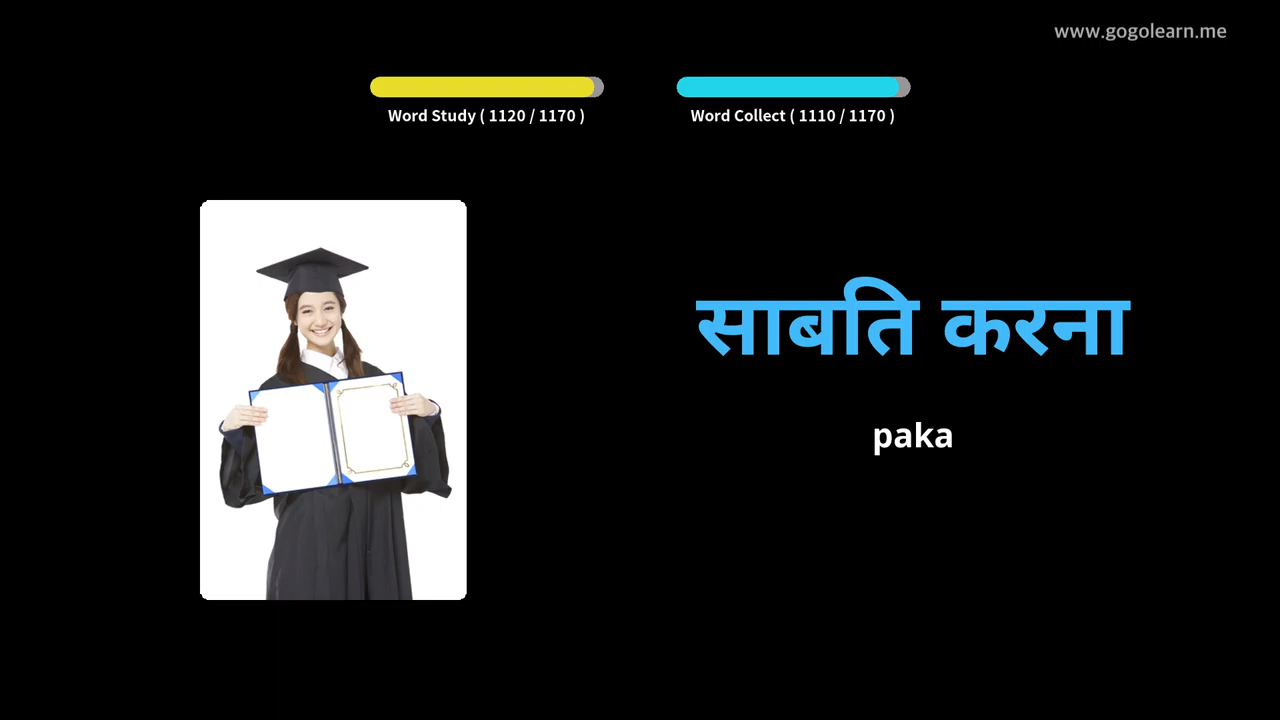 www.gogolearn.me
Word Study ( 1120 / 1170 )
Word Collect ( 1110 / 1170 )
साबति करना
paka